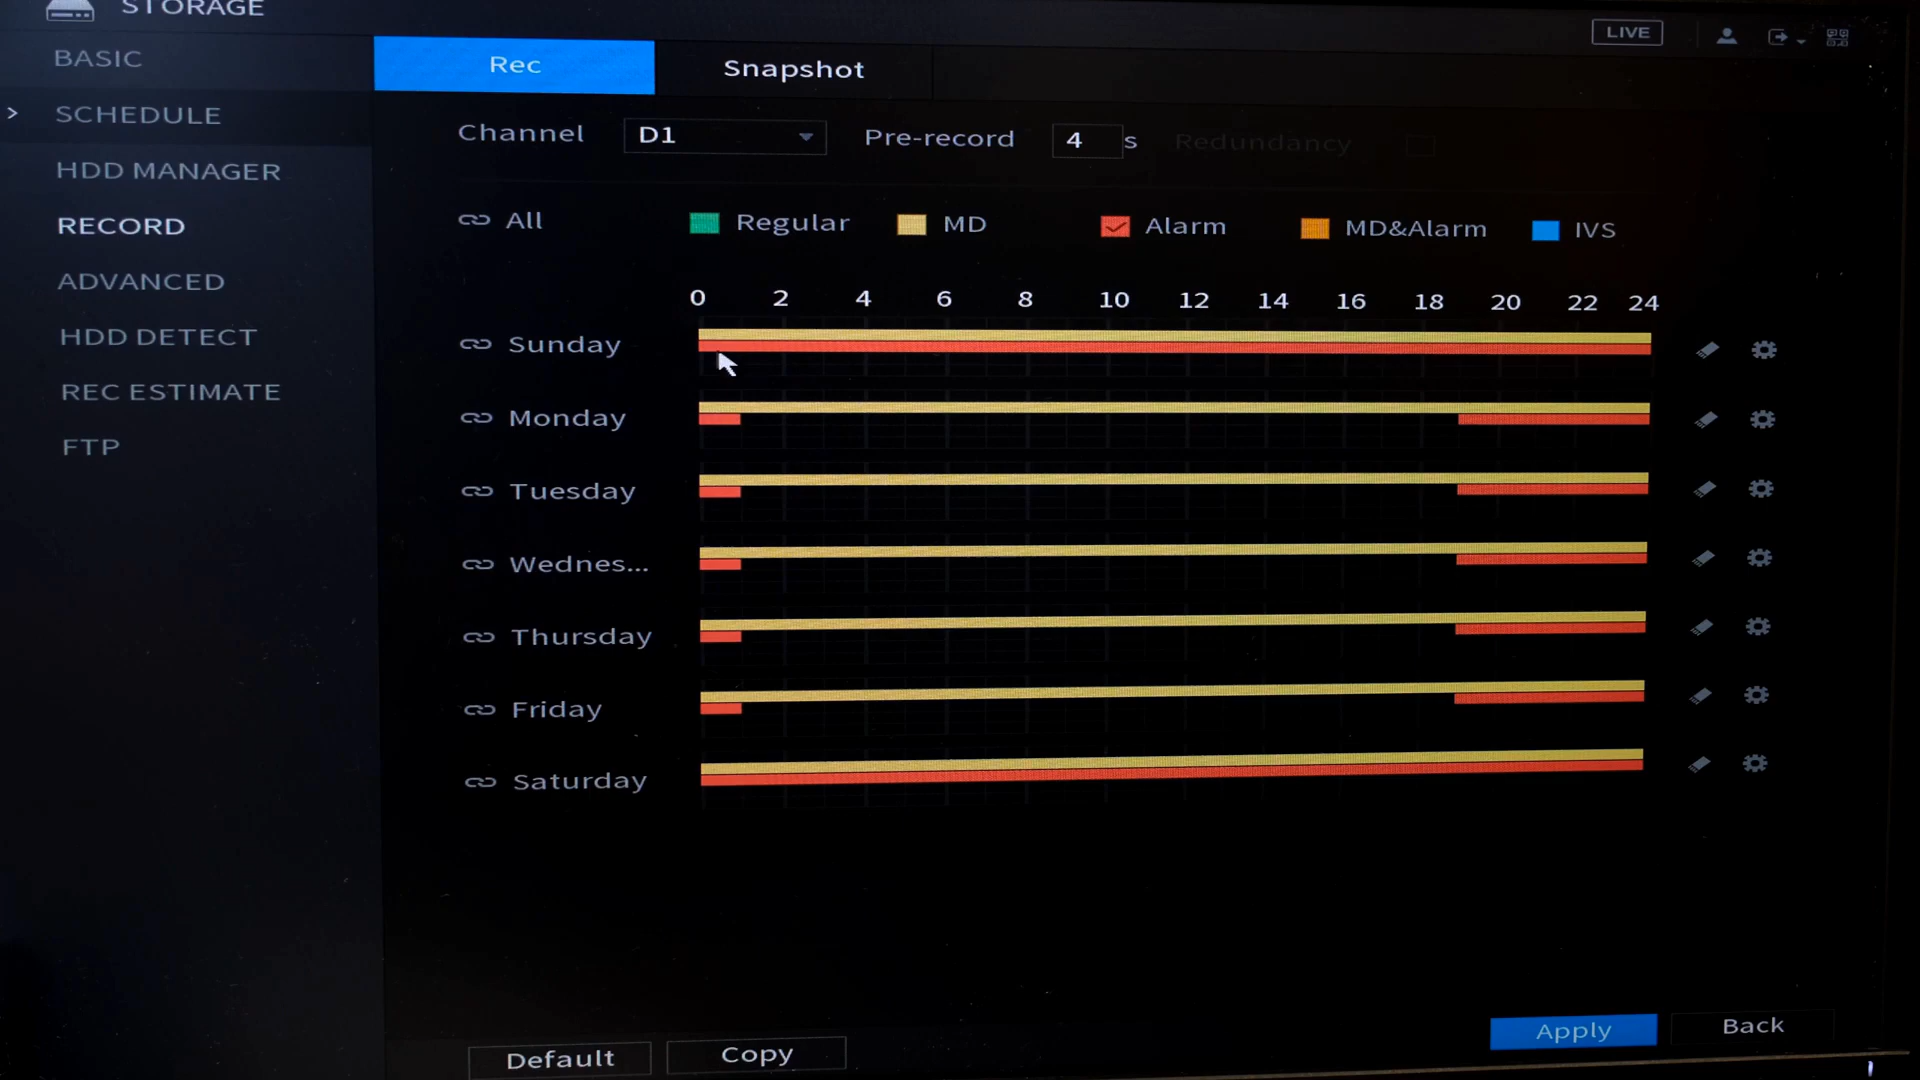 STORAGE
LIVE
BASIC
SCHEDULE
HDD MANAGER
RECORD
ADVANCED
HDD DETECT
REC ESTIMATE
FTP
Rec Snapshot
Channel D1 Pre-record 4 s Redundancy
All Regular MD Alarm MD&Alarm IVS
0 2 4 6 8 10 12 14 16 18 20 22 24
Sunday
Monday
Tuesday
Wednes...
Thursday
Friday
Saturday
Default Copy Apply Back